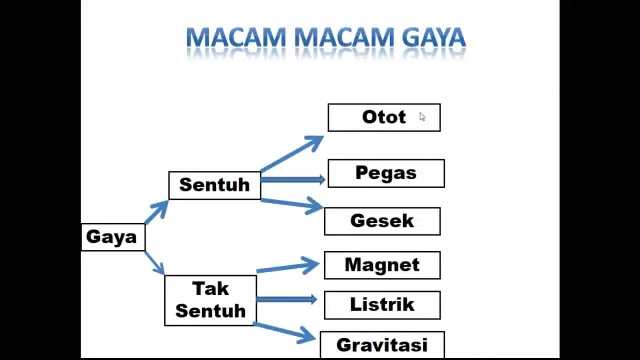 MACAM MACAM GAYA
Otot
Pegas
Sentuh
Gesek
Gaya
Magnet
Tak
Sentuh
Listrik
Gravitasi